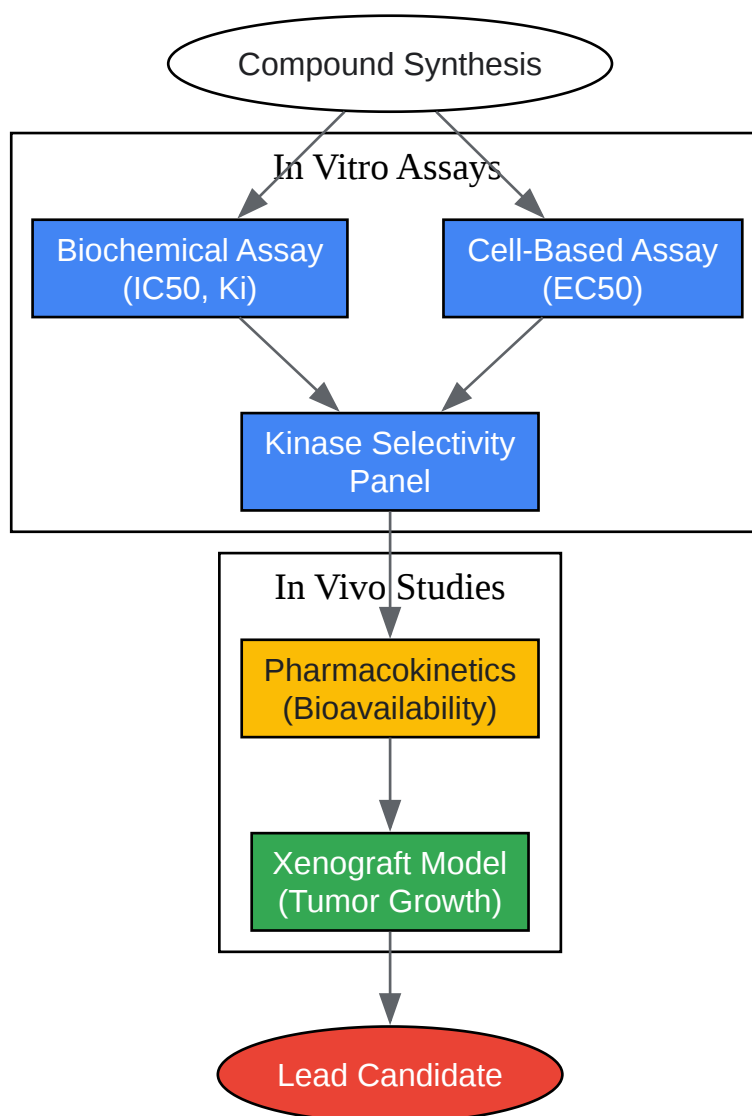 Compound Synthesis
In Vitro Assays
Biochemical Assay
(IC50, Ki)
Cell-Based Assay
(EC50)
Kinase Selectivity
Panel
In Vivo Studies
Pharmacokinetics
(Bioavailability)
Xenograft Model
(Tumor Growth)
Lead Candidate